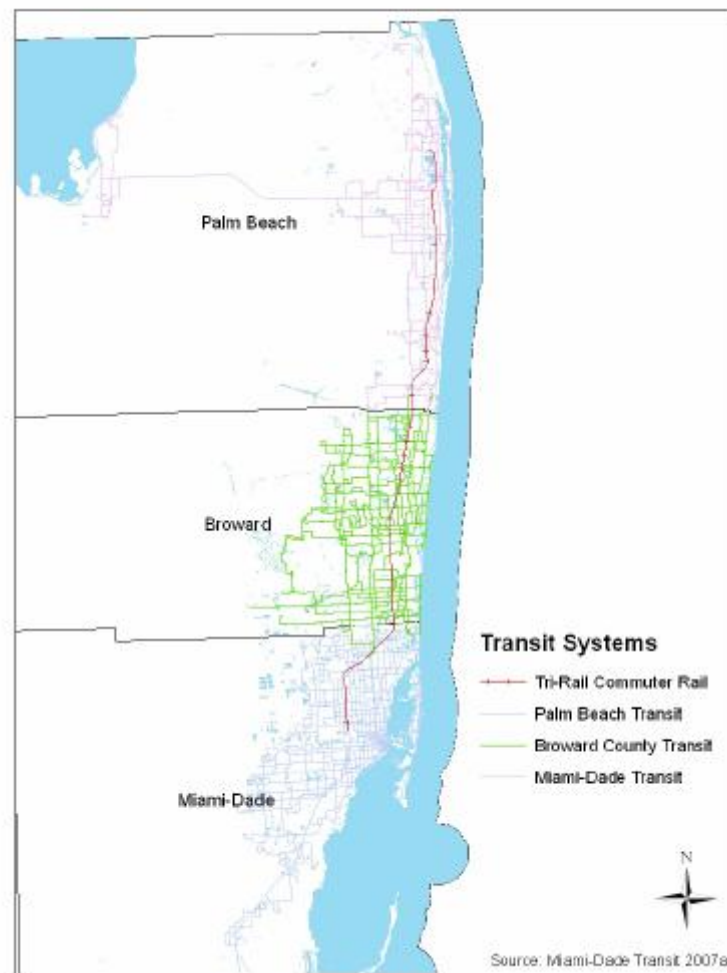 Palm Beach
Broward
Miami-Dade
Transit Systems
Tri-Rail Commuter Rail
Palm Beach Transit
Broward County Transit
Miami-Dade Transit
N
Source: Miami-Dade Transit 2007a